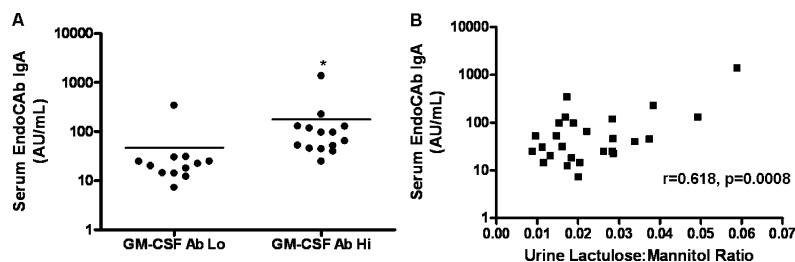 A
Serum EndoCAb IgA
(AU/mL)
10000
1000
100
10
1
*
GM-CSF Ab Lo
GM-CSF Ab Hi
B
Serum EndoCAb IgA
(AU/mL)
10000
1000
100
10
1
r=0.618, p=0.0008
0.00 0.01 0.02 0.03 0.04 0.05 0.06 0.07
Urine Lactulose:Mannitol Ratio